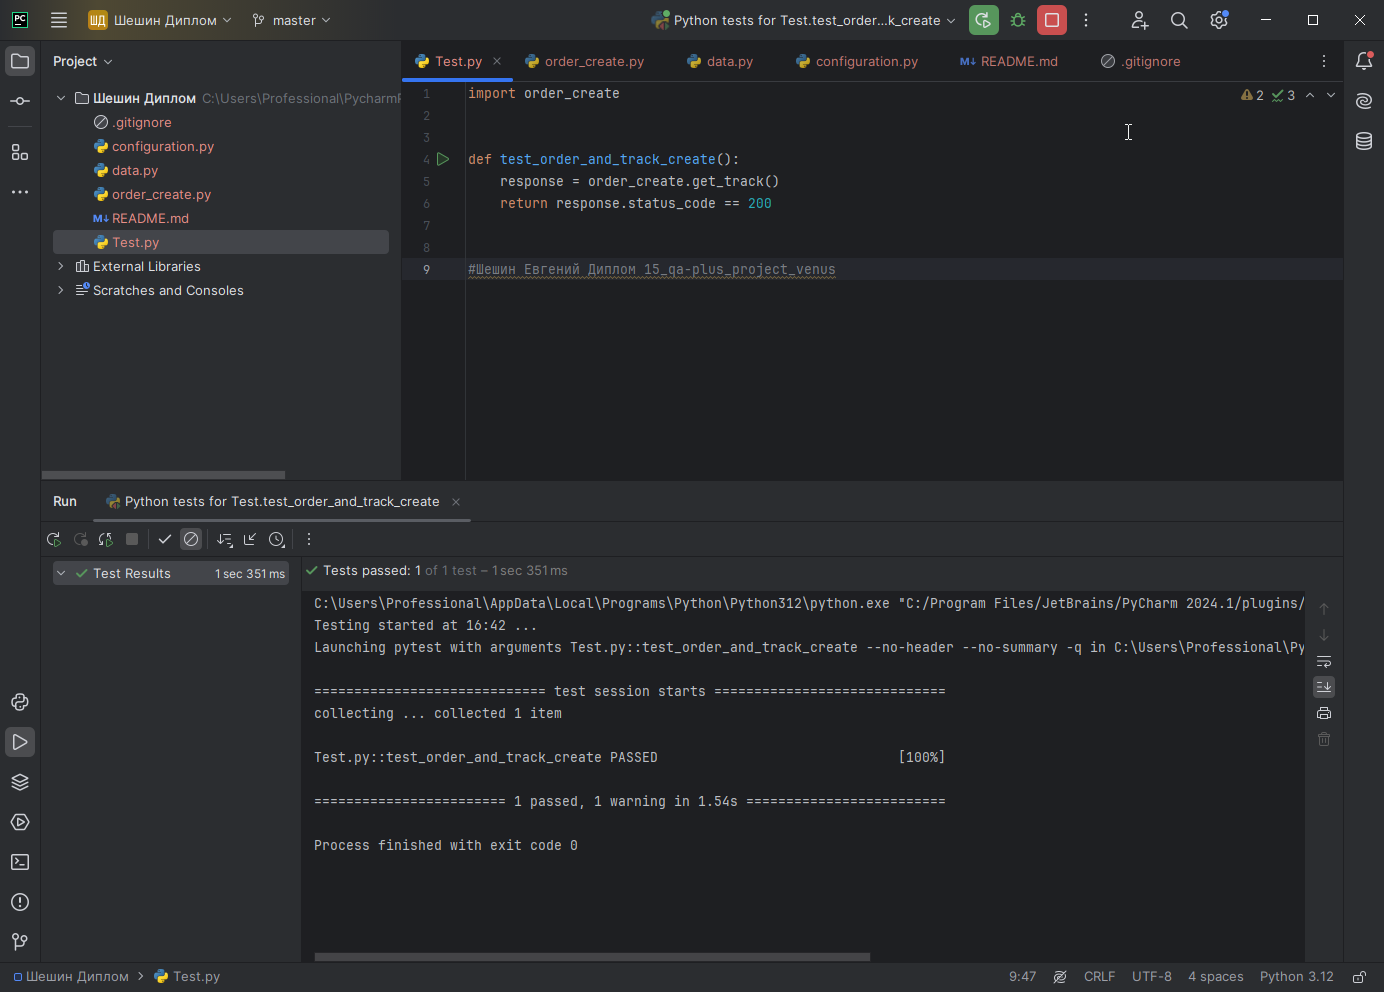 PC
ШД Шешин Диплом
master
Python tests for Test.test_order...k_create
Project
Test.py
order_create.py
data.py
configuration.py
M↓ README.md
.gitignore
Шешин Диплом C:\Users\Professional\PycharmP
.gitignore
configuration.py
data.py
order_create.py
M↓ README.md
Test.py
External Libraries
Scratches and Consoles
2 3
1 import order_create
2
3
4 def test_order_and_track_create():
5 response = order_create.get_track()
6 return response.status_code == 200
7
8
9 #Шешин Евгений Диплом 15_qa-plus_project_venus
Run
Python tests for Test.test_order_and_track_create
Test Results 1 sec 351 ms
Tests passed: 1 of 1 test – 1 sec 351 ms
C:\Users\Professional\AppData\Local\Programs\Python\Python312\python.exe "C:/Program Files/JetBrains/PyCharm 2024.1/plugins/
Testing started at 16:42 ...
Launching pytest with arguments Test.py::test_order_and_track_create --no-header --no-summary -q in C:\Users\Professional\Py
============================= test session starts =============================
collecting ... collected 1 item
Test.py::test_order_and_track_create PASSED [100%]
======================== 1 passed, 1 warning in 1.54s =========================
Process finished with exit code 0
Шешин Диплом > Test.py
9:47
CRLF
UTF-8
4 spaces
Python 3.12